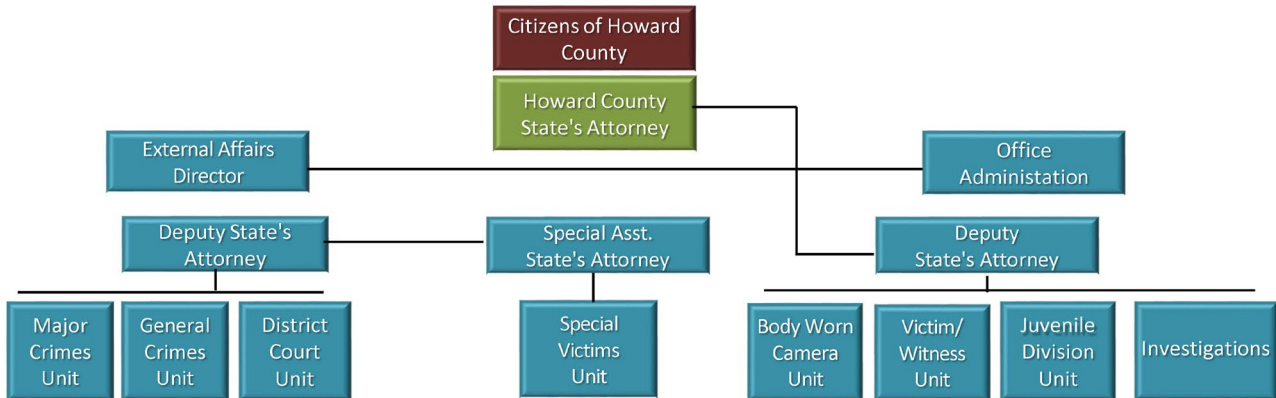 Citizens of Howard
County
Howard County
State's Attorney
External Affairs
Director
Office
Administation
Deputy State's
Attorney
Special Asst.
State's Attorney
Deputy
State's Attorney
Major
Crimes
Unit
General
Crimes
Unit
District
Court
Unit
Special
Victims
Unit
Body Worn
Camera
Unit
Victim/
Witness
Unit
Juvenile
Division
Unit
Investigations